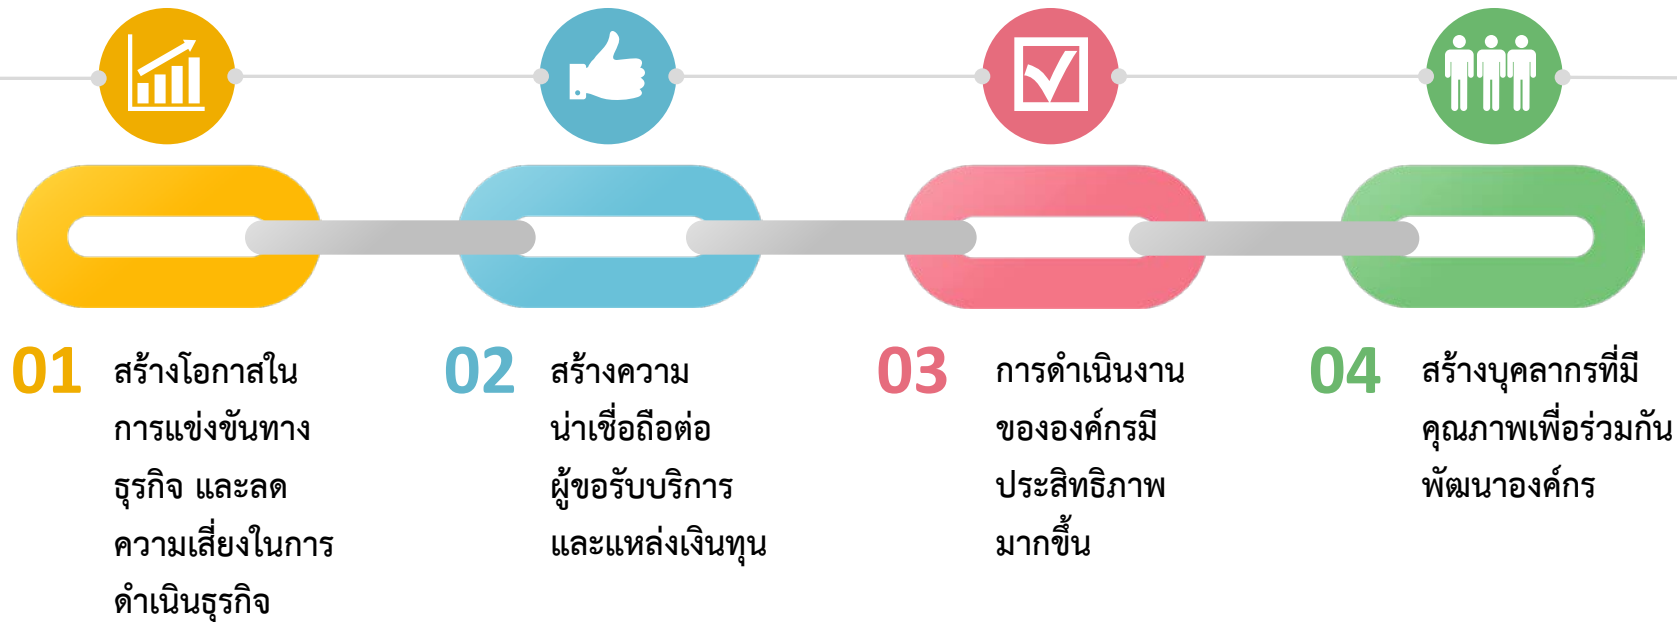 01
สร้างโอกาสใน
การแข่งขันทาง
ธุรกิจ และลด
ความเสี่ยงในการ
ดำเนินธุรกิจ
02
สร้างความ
น่าเชื่อถือต่อ
ผู้ขอรับบริการ
และแหล่งเงินทุน
03
การดำเนินงาน
ขององค์กรมี
ประสิทธิภาพ
มากขึ้น
04
สร้างบุคลากรที่มี
คุณภาพเพื่อร่วมกัน
พัฒนาองค์กร